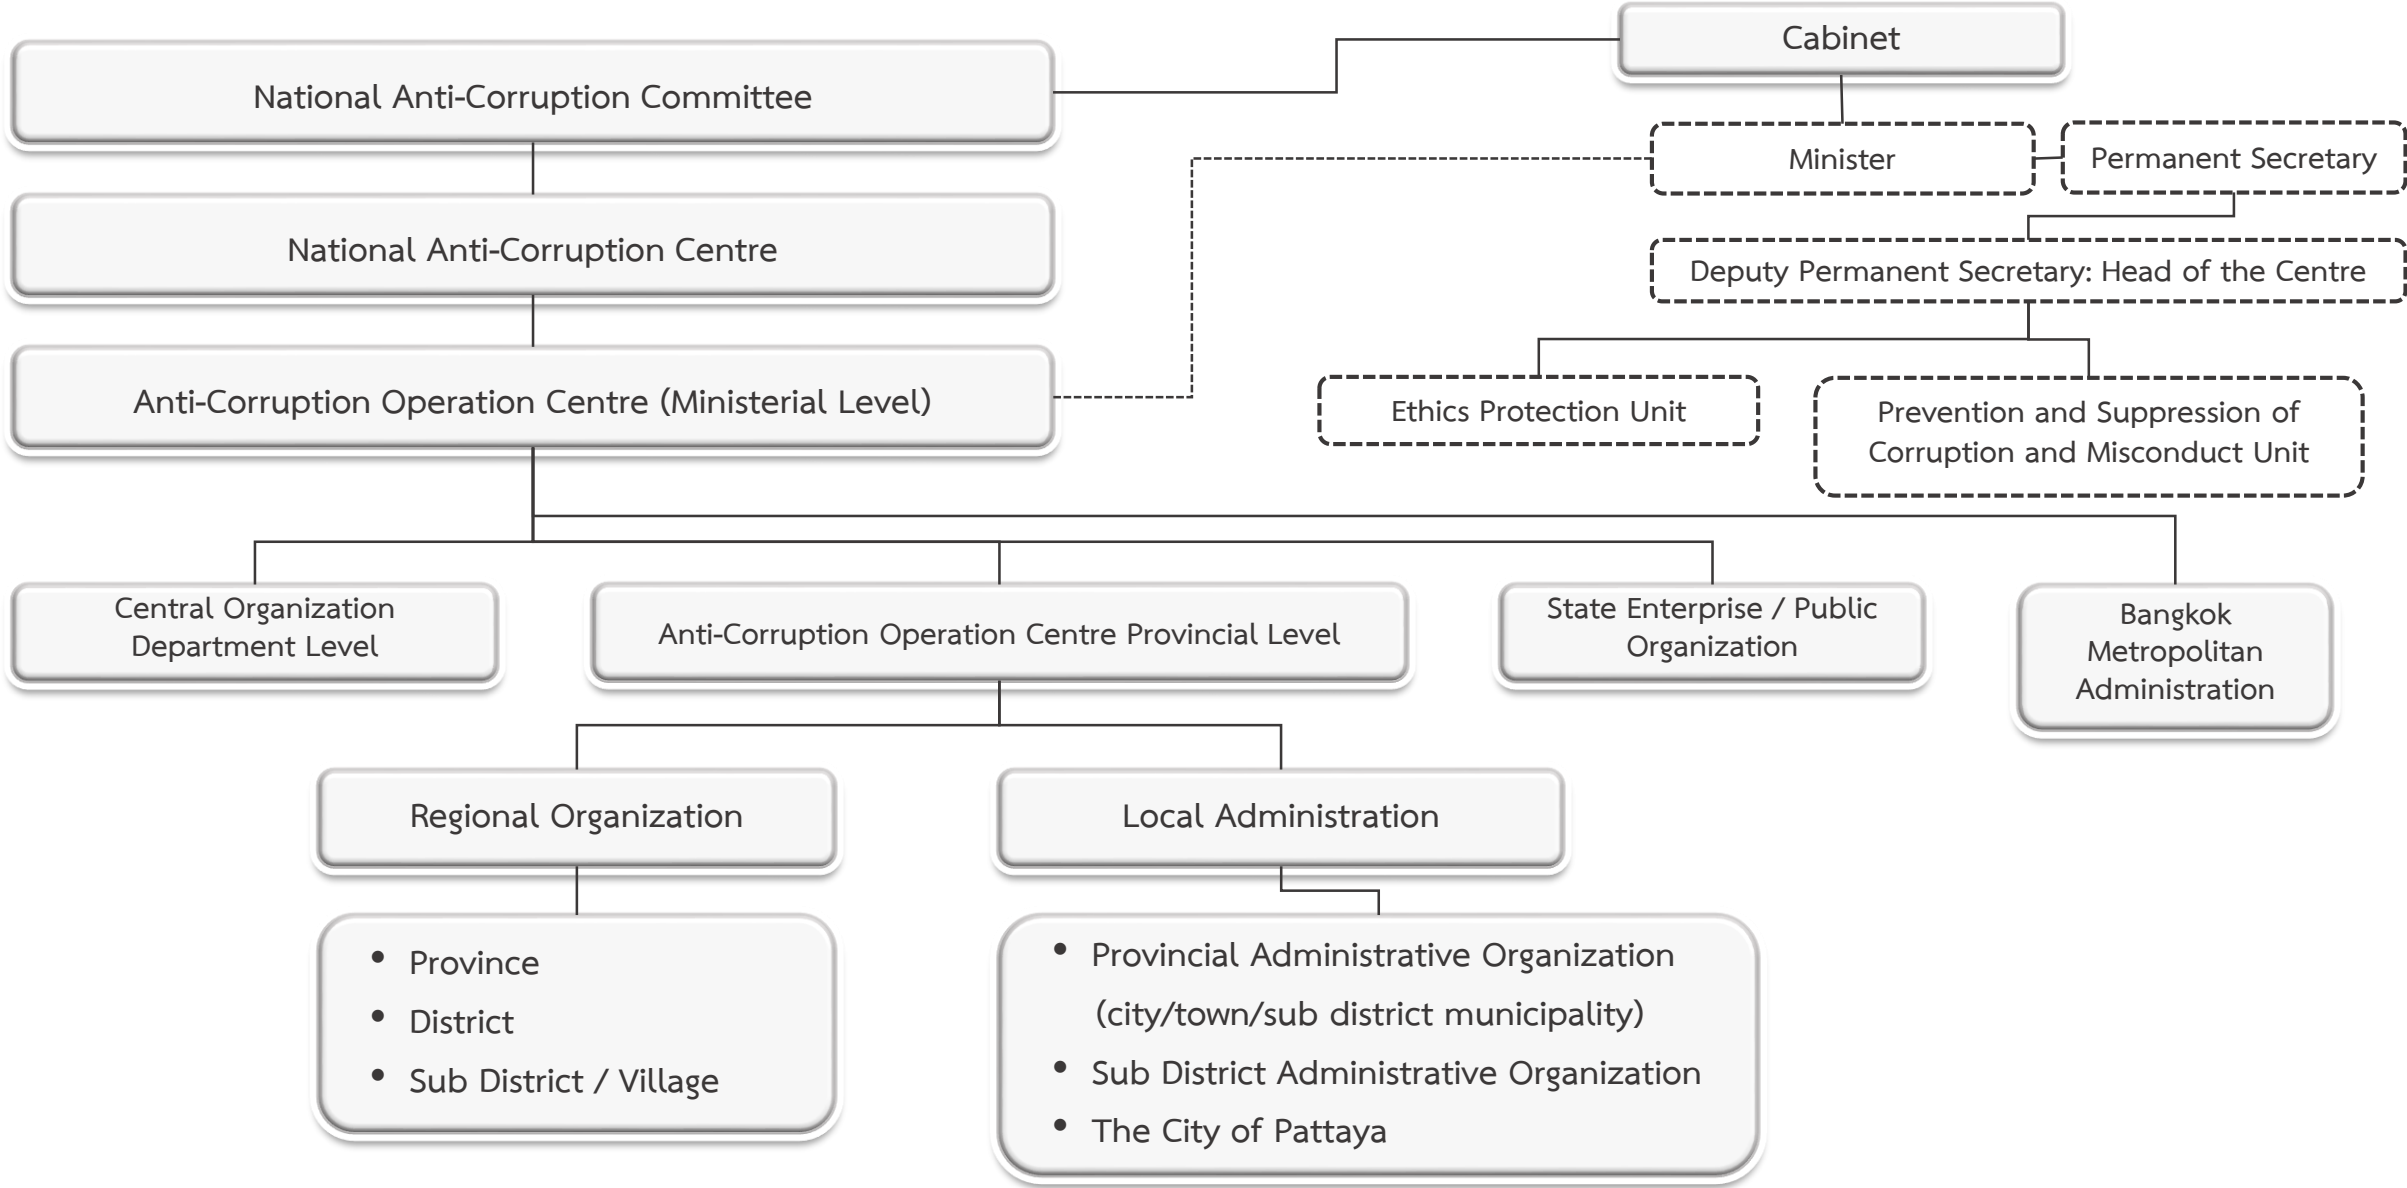 Cabinet
National Anti-Corruption Committee
Minister
Permanent Secretary
National Anti-Corruption Centre
Deputy Permanent Secretary: Head of the Centre
Anti-Corruption Operation Centre (Ministerial Level)
Ethics Protection Unit
Prevention and Suppression of
Corruption and Misconduct Unit
Central Organization
Department Level
Anti-Corruption Operation Centre Provincial Level
State Enterprise / Public
Organization
Bangkok
Metropolitan
Administration
Regional Organization
Local Administration
• Province
• District
• Sub District / Village
• Provincial Administrative Organization
(city/town/sub district municipality)
• Sub District Administrative Organization
• The City of Pattaya